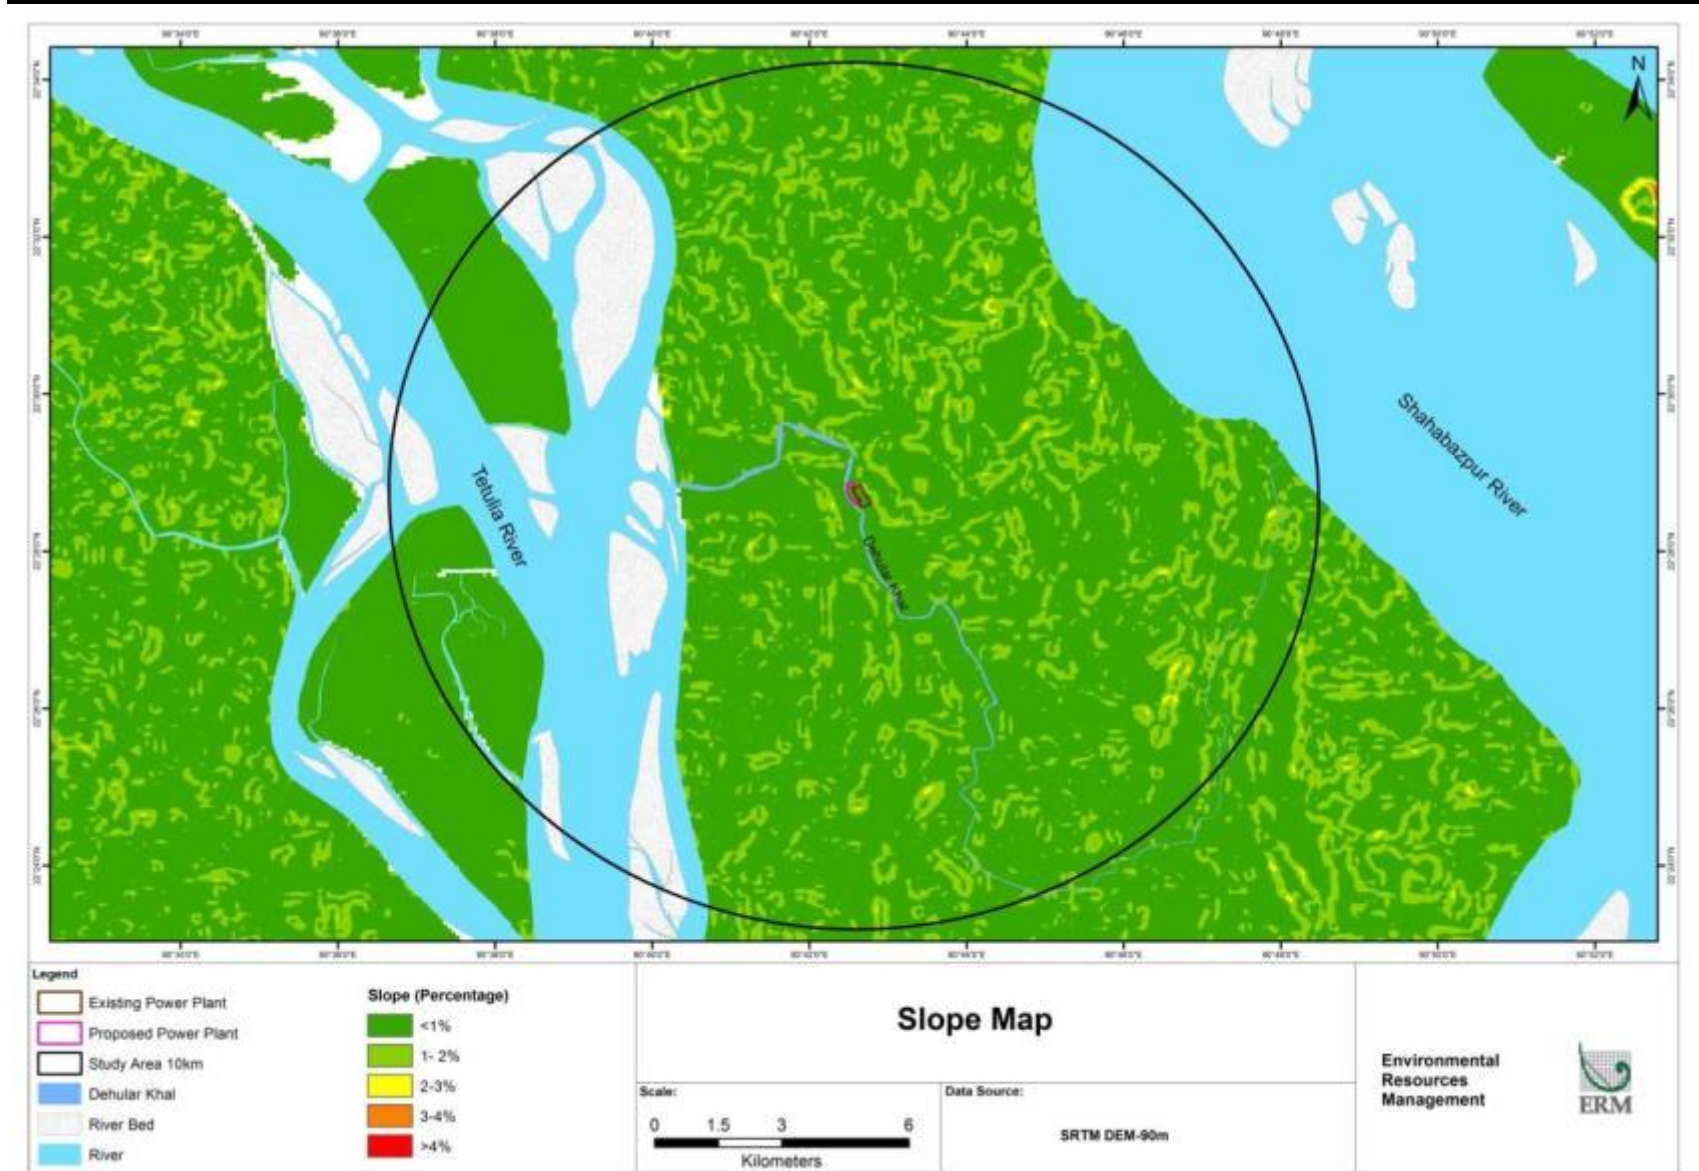 N
Shahabazpur River
Tetulia River
Dehular Khal
Legend
Existing Power Plant
Proposed Power Plant
Study Area 10km
Dehular Khal
River Bed
River
Slope (Percentage)
<1%
1- 2%
2-3%
3-4%
>4%
Slope Map
Scale:
0 1.5 3 6
Kilometers
Data Source:
SRTM DEM-90m
Environmental
Resources
Management
ERM